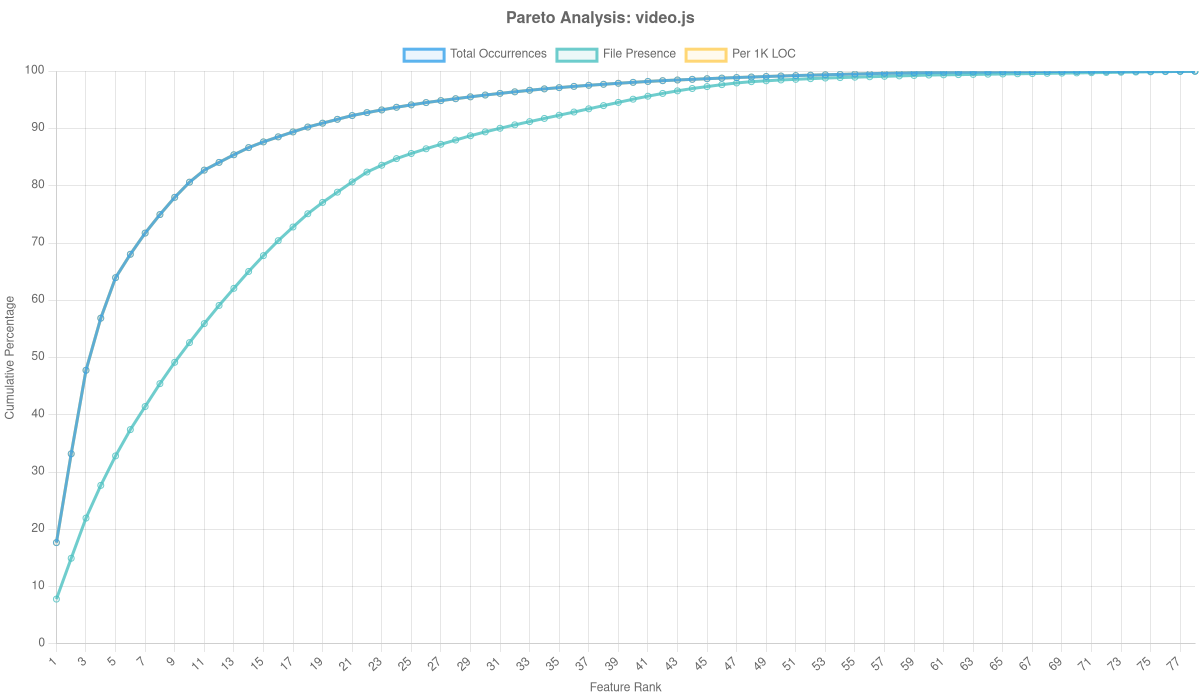 Pareto Analysis: video.js
Total Occurrences File Presence Per 1K LOC
Cumulative Percentage
100
90
80
70
60
50
40
30
20
10
0
1 3 5 7 9 11 13 15 17 19 21 23 25 27 29 31 33 35 37 39 41 43 45 47 49 51 53 55 57 59 61 63 65 67 69 71 73 75 77
Feature Rank